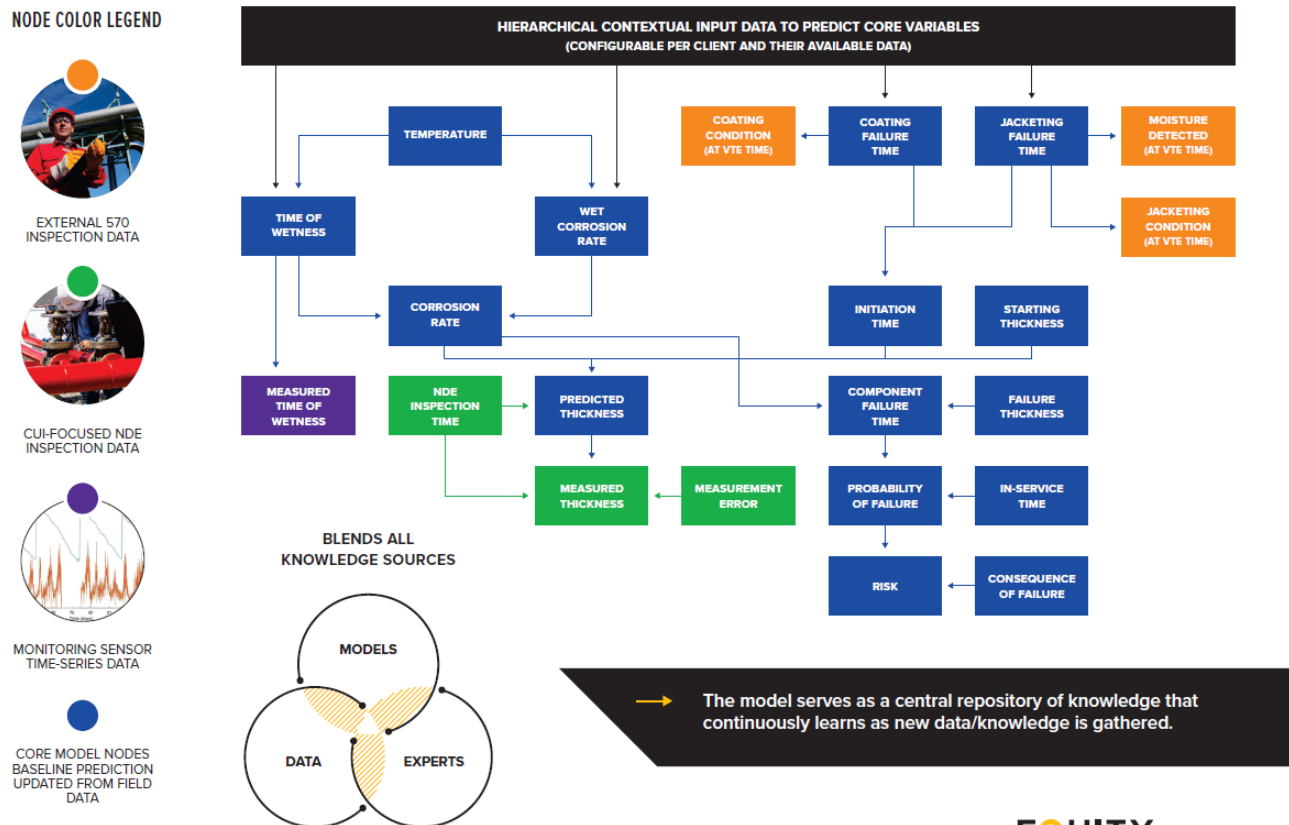 NODE COLOR LEGEND
EXTERNAL 570
INSPECTION DATA
CUI-FOCUSED NDE
INSPECTION DATA
MONITORING SENSOR
TIME-SERIES DATA
CORE MODEL NODES
BASELINE PREDICTION
UPDATED FROM FIELD
DATA
HIERARCHICAL CONTEXTUAL INPUT DATA TO PREDICT CORE VARIABLES
(CONFIGURABLE PER CLIENT AND THEIR AVAILABLE DATA)
TEMPERATURE
COATING
CONDITION
(AT VTE TIME)
COATING
FAILURE
TIME
JACKETING
FAILURE
TIME
MOISTURE
DETECTED
(AT VTE TIME)
TIME OF
WETNESS
WET
CORROSION
RATE
JACKETING
CONDITION
(AT VTE TIME)
CORROSION
RATE
INITIATION
TIME
STARTING
THICKNESS
MEASURED
TIME OF
WETNESS
NDE
INSPECTION
TIME
PREDICTED
THICKNESS
COMPONENT
FAILURE
TIME
FAILURE
THICKNESS
MEASURED
THICKNESS
MEASUREMENT
ERROR
PROBABILITY
OF FAILURE
IN-SERVICE
TIME
RISK
CONSEQUENCE
OF FAILURE
BLENDS ALL
KNOWLEDGE SOURCES
MODELS
DATA
EXPERTS
The model serves as a central repository of knowledge that
continuously learns as new data/knowledge is gathered.
EQUITY